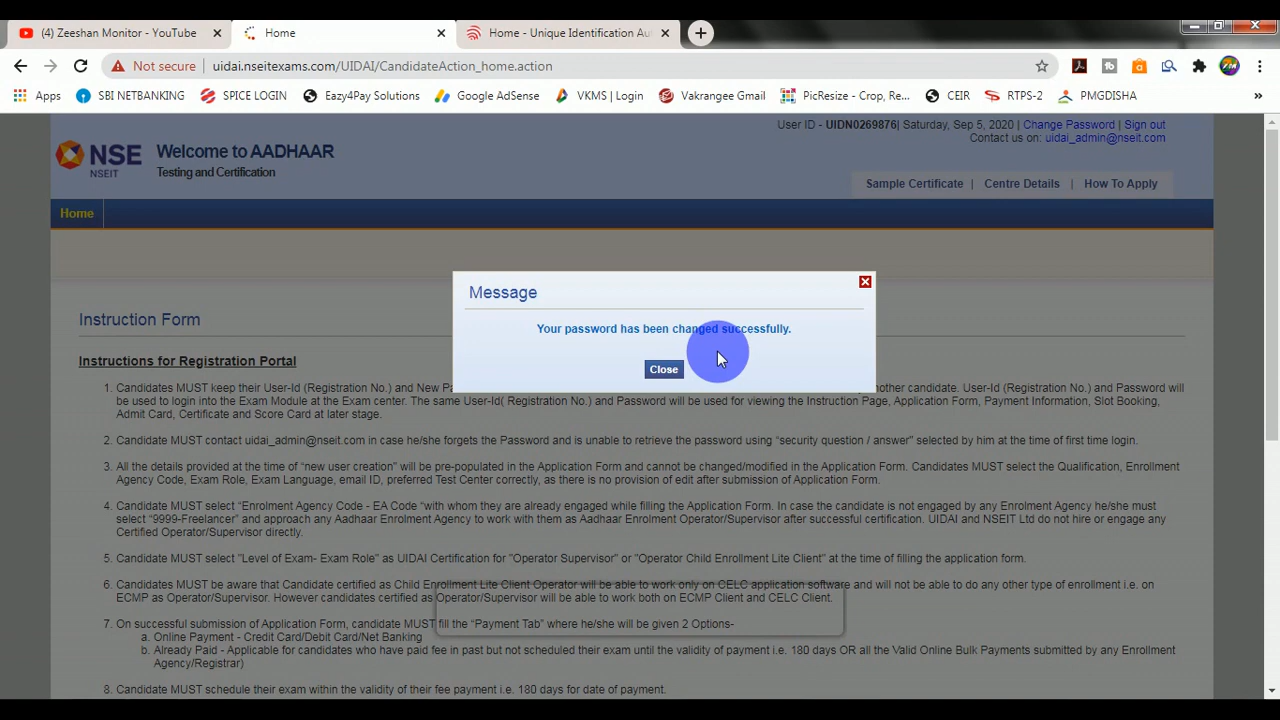 (4) Zeeshan Monitor - YouTube
Home
Home - Unique Identification Au
Not secure
uidai.nseitexams.com/UIDAI/CandidateAction_home.action
Apps
SBI NETBANKING
SPICE LOGIN
Eazy4Pay Solutions
Google AdSense
VKMS | Login
Vakrangee Gmail
PicResize - Crop, Re...
CEIR
RTPS-2
PMGDISHA
»
User ID - UIDN0269876| Saturday, Sep 5, 2020 | Change Password | Sign out
Contact us on: uidai_admin@nseit.com
NSE
NSEIT
Welcome to AADHAAR
Testing and Certification
Sample Certificate | Centre Details | How To Apply
Home
Message
Your password has been changed successfully.
Close
Instruction Form
Instructions for Registration Portal
1. Candidates MUST keep their User-Id (Registration No.) and New Pa nother candidate. User-Id (Registration No.) and Password will
be used to login into the Exam Module at the Exam center. The same User-Id( Registration No.) and Password will be used for viewing the Instruction Page, Application Form, Payment Information, Slot Booking,
Admit Card, Certificate and Score Card at later stage.
2. Candidate MUST contact uidai_admin@nseit.com in case he/she forgets the Password and is unable to retrieve the password using “security question / answer” selected by him at the time of first time login.
3. All the details provided at the time of “new user creation” will be pre-populated in the Application Form and cannot be changed/modified in the Application Form. Candidates MUST select the Qualification, Enrollment
Agency Code, Exam Role, Exam Language, email ID, preferred Test Center correctly, as there is no provision of edit after submission of Application Form.
4. Candidate MUST select “Enrolment Agency Code - EA Code “with whom they are already engaged while filling the Application Form. In case the candidate is not engaged by any Enrolment Agency he/she must
select “9999-Freelancer” and approach any Aadhaar Enrolment Agency to work with them as Aadhaar Enrolment Operator/Supervisor after successful certification. UIDAI and NSEIT Ltd do not hire or engage any
Certified Operator/Supervisor directly.
5. Candidate MUST select "Level of Exam- Exam Role” as UIDAI Certification for "Operator Supervisor" or "Operator Child Enrollment Lite Client" at the time of filling the application form.
6. Candidates MUST be aware that Candidate certified as Child Enrollment Lite Client Operator will be able to work only on CELC application software and will not be able to do any other type of enrollment i.e. on
ECMP as Operator/Supervisor. However candidates certified as Operator/Supervisor will be able to work both on ECMP Client and CELC Client.
7. On successful submission of Application Form, candidate MUST fill the “Payment Tab” where he/she will be given 2 Options-
a. Online Payment - Credit Card/Debit Card/Net Banking
b. Already Paid - Applicable for candidates who have paid fee in past but not scheduled their exam until the validity of payment i.e. 180 days OR all the Valid Online Bulk Payments submitted by any Enrolment
Agency/Registrar)
8. Candidate MUST schedule their exam within the validity of their fee payment i.e. 180 days for date of payment.